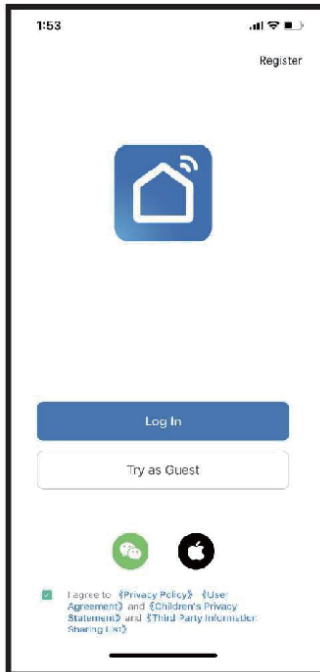 1:53
Register
Log In
Try as Guest
I agree to 《Privacy Policy》 《User
Agreement》 and 《Children's Privacy
Statement》 and 《Third Party Information
Sharing List》